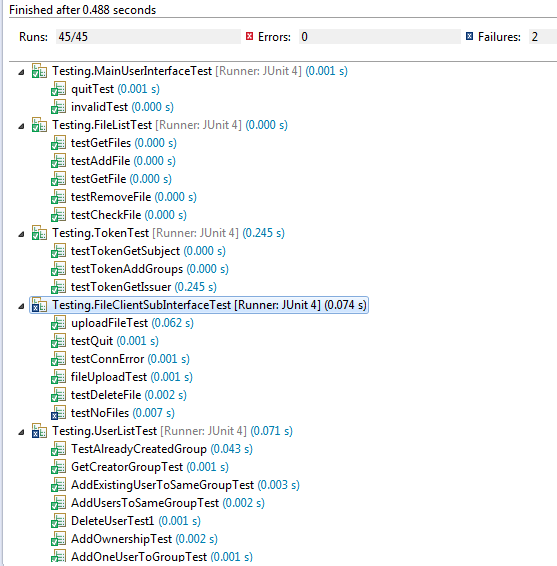 Finished after 0.488 seconds
Runs: 45/45 Errors: 0 Failures: 2
Testing.MainUserInterfaceTest [Runner: JUnit 4] (0.001 s)
quitTest (0.001 s)
invalidTest (0.000 s)
Testing.FileListTest [Runner: JUnit 4] (0.000 s)
testGetFiles (0.000 s)
testAddFile (0.000 s)
testGetFile (0.000 s)
testRemoveFile (0.000 s)
testCheckFile (0.000 s)
Testing.TokenTest [Runner: JUnit 4] (0.245 s)
testTokenGetSubject (0.000 s)
testTokenAddGroups (0.000 s)
testTokenGetIssuer (0.245 s)
Testing.FileClientSubInterfaceTest [Runner: JUnit 4] (0.074 s)
uploadFileTest (0.062 s)
testQuit (0.001 s)
testConnError (0.001 s)
fileUploadTest (0.001 s)
testDeleteFile (0.002 s)
testNoFiles (0.007 s)
Testing.UserListTest [Runner: JUnit 4] (0.071 s)
TestAlreadyCreatedGroup (0.043 s)
GetCreatorGroupTest (0.001 s)
AddExistingUserToSameGroupTest (0.003 s)
AddUsersToSameGroupTest (0.002 s)
DeleteUserTest1 (0.001 s)
AddOwnershipTest (0.002 s)
AddOneUserToGroupTest (0.001 s)